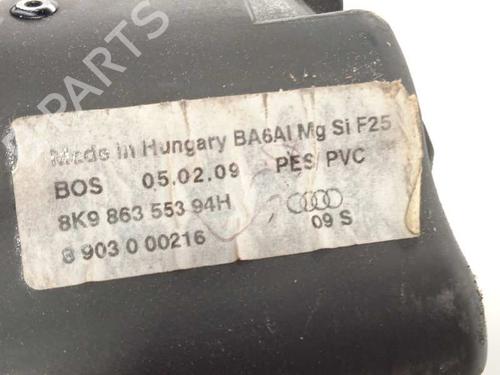 PARTS
Made in Hungary BA6Al Mg Si F25
BOS 05.02.09 PES/PVC
8K9 863 553 94H
8 903 0 00216
09 S